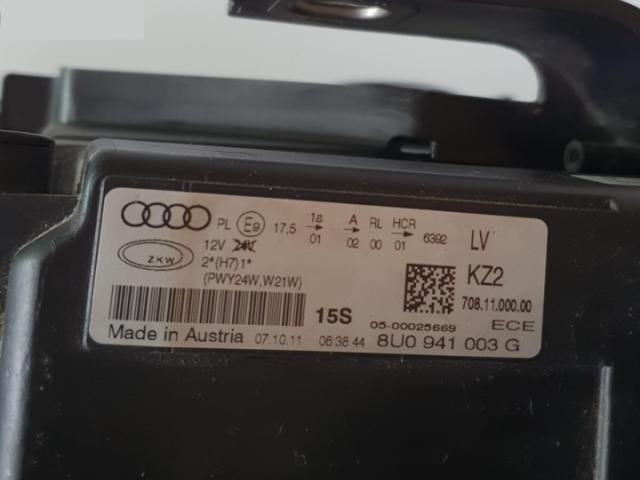 PL E9 17,5 1a 01 A 02 RL 00 HCR 01 6392 LV
12V 24V
ZKW 2*(H7)1* KZ2
(PWY24W,W21W) 708.11.000.00
15S 05-00025669 ECE
Made in Austria 07.10.11 06:38 44 8U0 941 003 G